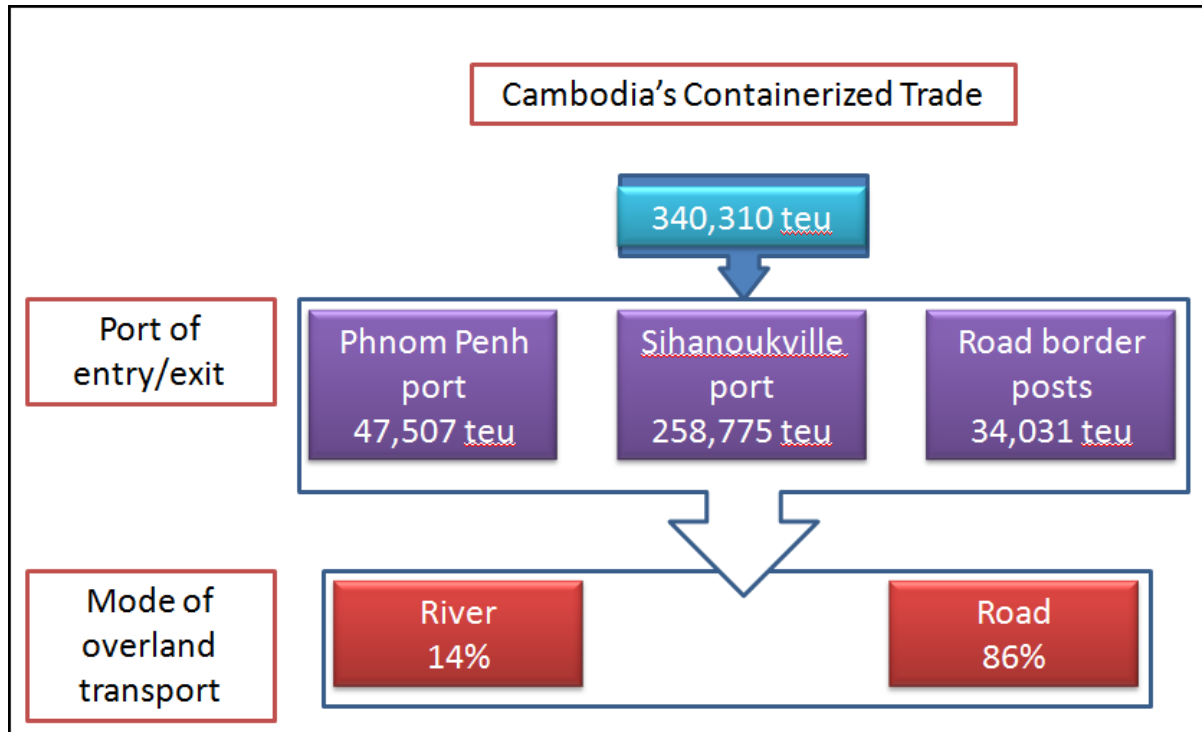 Cambodia’s Containerized Trade
340,310 teu
Port of
entry/exit
Phnom Penh
port
47,507 teu
Sihanoukville
port
258,775 teu
Road border
posts
34,031 teu
Mode of
overland
transport
River
14%
Road
86%